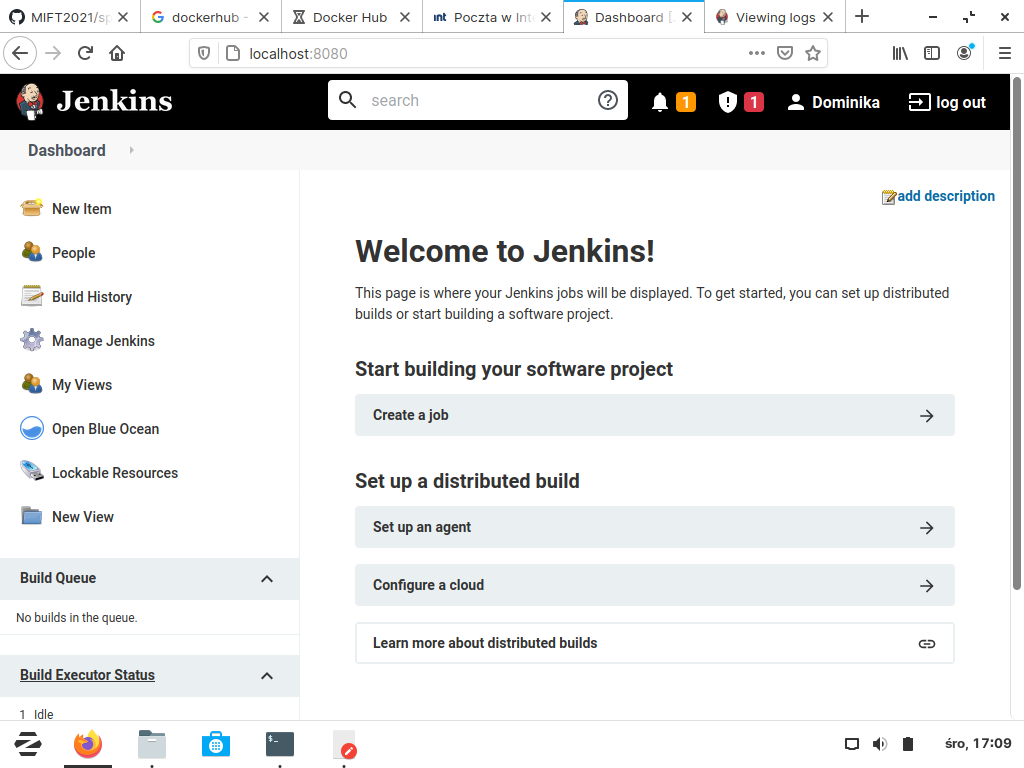 MIFT2021/sp
dockerhub -
Docker Hub
int Poczta w Inte
Dashboard [
Viewing logs
localhost:8080
Jenkins
search
1
1
Dominika
log out
Dashboard
add description
New Item
People
Build History
Manage Jenkins
My Views
Open Blue Ocean
Lockable Resources
New View
Build Queue
No builds in the queue.
Build Executor Status
1 Idle
Welcome to Jenkins!
This page is where your Jenkins jobs will be displayed. To get started, you can set up distributed
builds or start building a software project.
Start building your software project
Create a job
Set up a distributed build
Set up an agent
Configure a cloud
Learn more about distributed builds
śro, 17:09